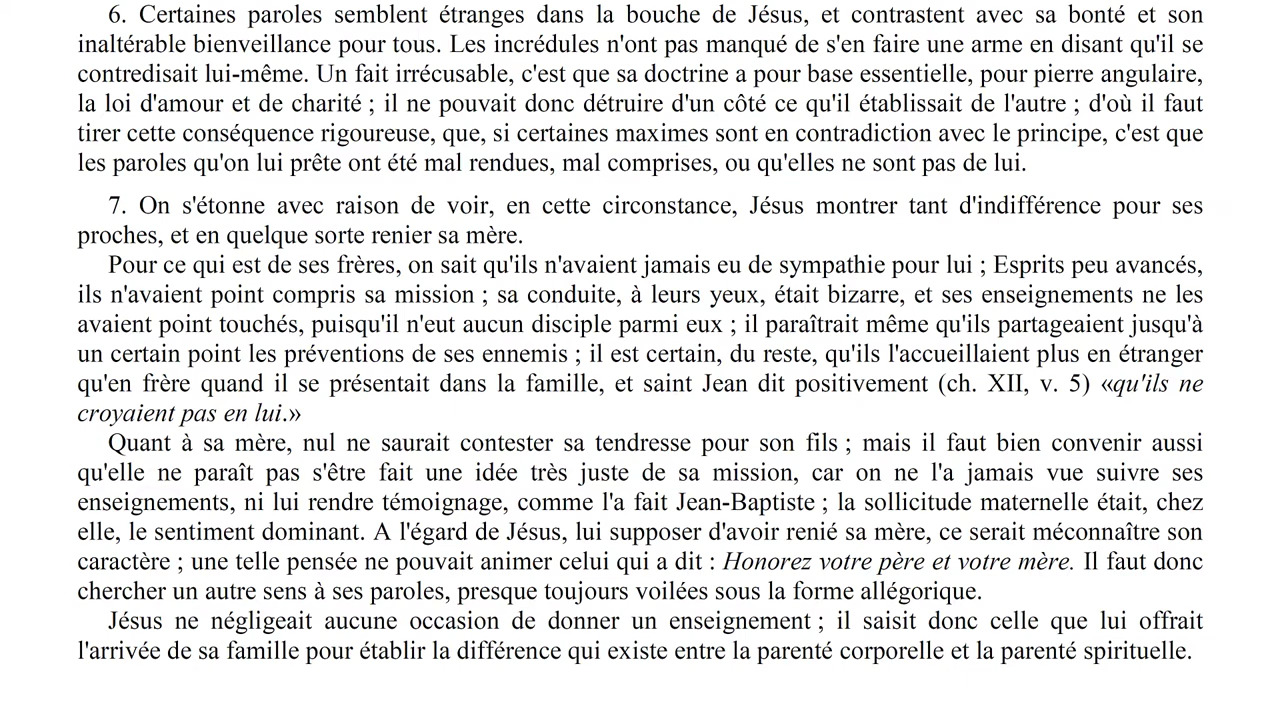 6. Certaines paroles semblent étranges dans la bouche de Jésus, et contrastent avec sa bonté et son
inaltérable bienveillance pour tous. Les incrédules n'ont pas manqué de s'en faire une arme en disant qu'il se
contredisait lui-même. Un fait irrécusable, c'est que sa doctrine a pour base essentielle, pour pierre angulaire,
la loi d'amour et de charité ; il ne pouvait donc détruire d'un côté ce qu'il établissait de l'autre ; d'où il faut
tirer cette conséquence rigoureuse, que, si certaines maximes sont en contradiction avec le principe, c'est que
les paroles qu'on lui prête ont été mal rendues, mal comprises, ou qu'elles ne sont pas de lui.
7. On s'étonne avec raison de voir, en cette circonstance, Jésus montrer tant d'indifférence pour ses
proches, et en quelque sorte renier sa mère.
Pour ce qui est de ses frères, on sait qu'ils n'avaient jamais eu de sympathie pour lui ; Esprits peu avancés,
ils n'avaient point compris sa mission ; sa conduite, à leurs yeux, était bizarre, et ses enseignements ne les
avaient point touchés, puisqu'il n'eut aucun disciple parmi eux ; il paraîtrait même qu'ils partageaient jusqu'à
un certain point les préventions de ses ennemis ; il est certain, du reste, qu'ils l'accueillaient plus en étranger
qu'en frère quand il se présentait dans la famille, et saint Jean dit positivement (ch. XII, v. 5) «qu'ils ne
croyaient pas en lui.»
Quant à sa mère, nul ne saurait contester sa tendresse pour son fils ; mais il faut bien convenir aussi
qu'elle ne paraît pas s'être fait une idée très juste de sa mission, car on ne l'a jamais vue suivre ses
enseignements, ni lui rendre témoignage, comme l'a fait Jean-Baptiste ; la sollicitude maternelle était, chez
elle, le sentiment dominant. A l'égard de Jésus, lui supposer d'avoir renié sa mère, ce serait méconnaître son
caractère ; une telle pensée ne pouvait animer celui qui a dit : Honorez votre père et votre mère. Il faut donc
chercher un autre sens à ses paroles, presque toujours voilées sous la forme allégorique.
Jésus ne négligeait aucune occasion de donner un enseignement ; il saisit donc celle que lui offrait
l'arrivée de sa famille pour établir la différence qui existe entre la parenté corporelle et la parenté spirituelle.